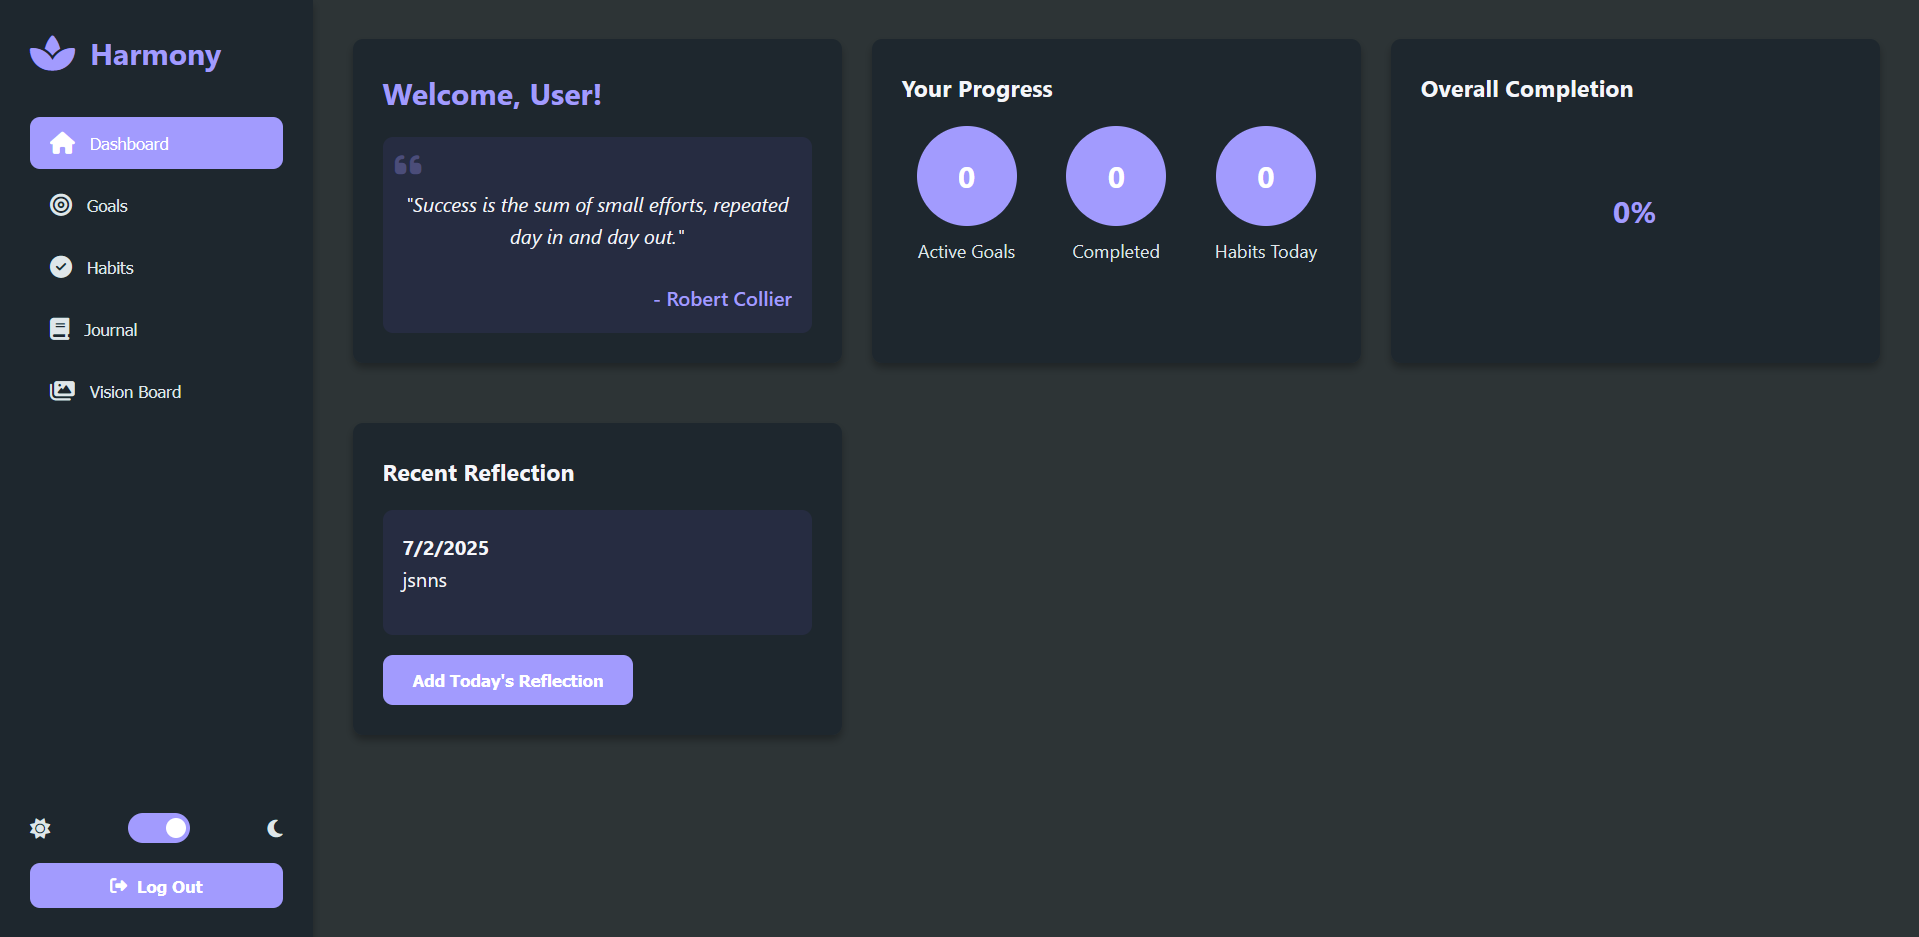 Harmony
Dashboard
Goals
Habits
Journal
Vision Board
Log Out
Welcome, User!
"Success is the sum of small efforts, repeated
day in and day out."
- Robert Collier
Your Progress
0
Active Goals
0
Completed
0
Habits Today
Overall Completion
0%
Recent Reflection
7/2/2025
jsnns
Add Today's Reflection